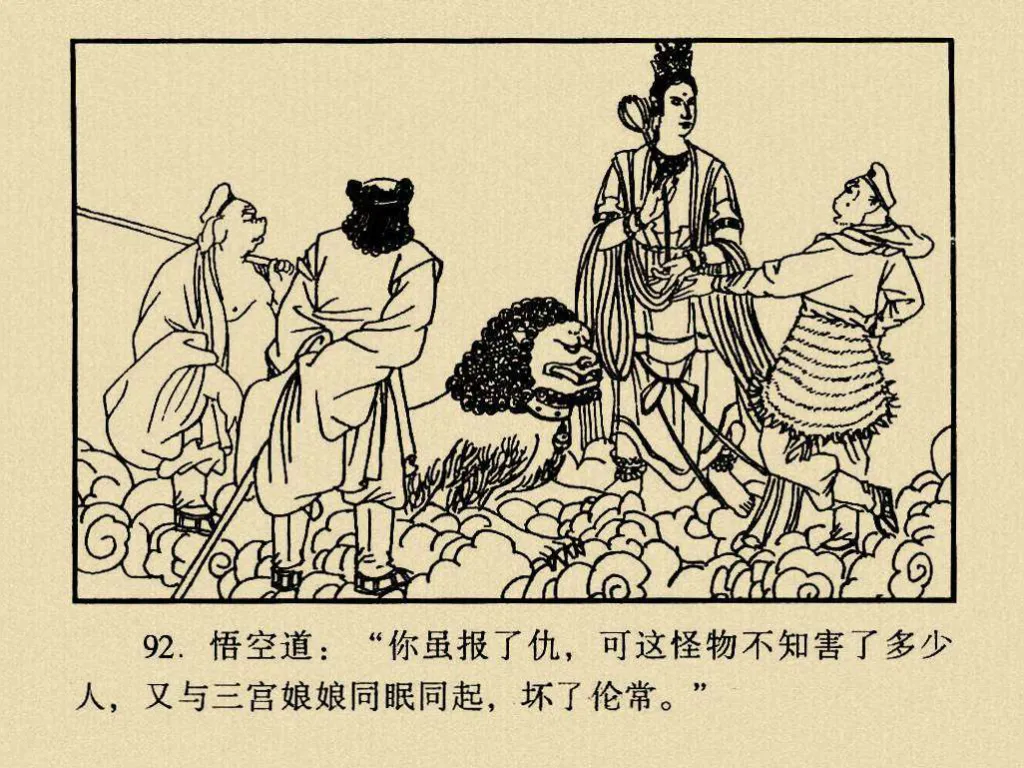 92. 悟空道：“你虽报了仇，可这怪物不知害了多少
人，又与三宫娘娘同眠同起，坏了伦常。”